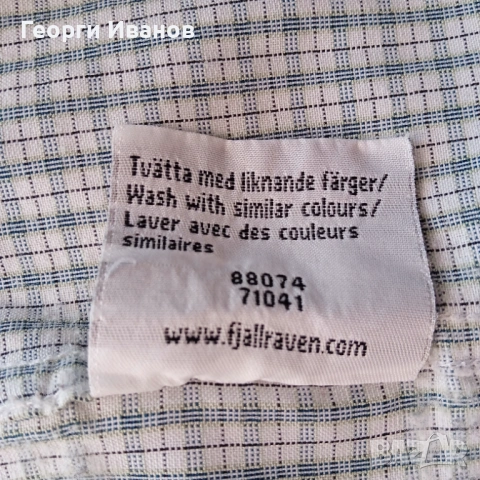 Георги Иванов
Tvätta med liknande färger/
Wash with similar colours/
Laver avec des couleurs
similaires
88074
71041
www.fjallraven.com
BAZAR